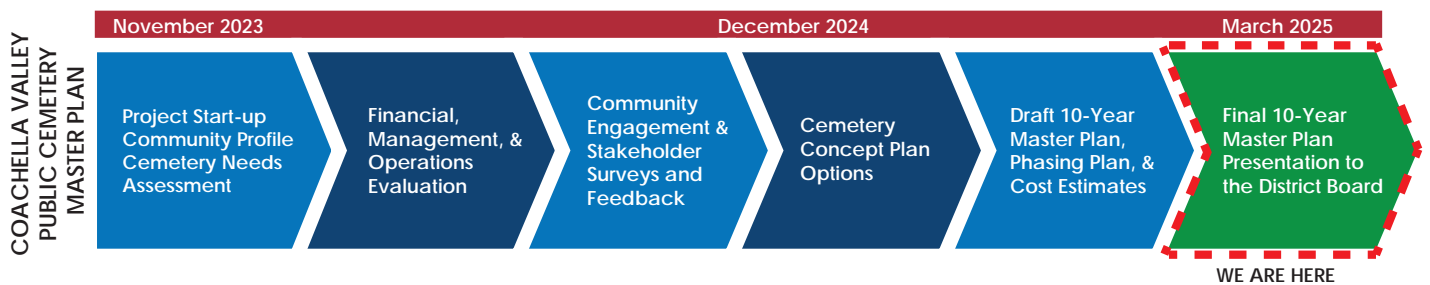 COACHELLA VALLEY
PUBLIC CEMETERY
MASTER PLAN
November 2023
December 2024
March 2025
Project Start-up
Community Profile
Cemetery Needs
Assessment
Financial,
Management, &
Operations
Evaluation
Community
Engagement &
Stakeholder
Surveys and
Feedback
Cemetery
Concept Plan
Options
Draft 10-Year
Master Plan,
Phasing Plan, &
Cost Estimates
Final 10-Year
Master Plan
Presentation to
the District Board
WE ARE HERE